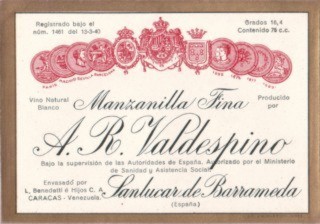 Registrado bajo el
núm. 1461 del 15-3-40
Grados 16,4
Contenido 76 c.c.
Vino Natural
Blanco
Manzanilla Fina
Producido
por
A. R. Valdespino
Bajo la supervisión de las Autoridades de España, Autorizado por el Ministerio
de Sanidad y Asistencia Social
Envasado por
L. Benedetti é Hijos C. A.
CARACAS - Venezuela.
Sanlucar de Barrameda
(España)